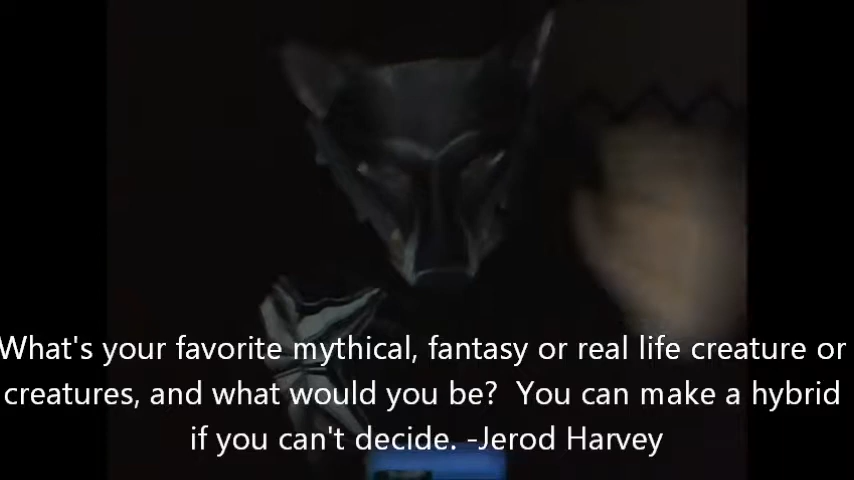 What's your favorite mythical, fantasy or real life creature or
creatures, and what would you be?  You can make a hybrid
if you can't decide. -Jerod Harvey